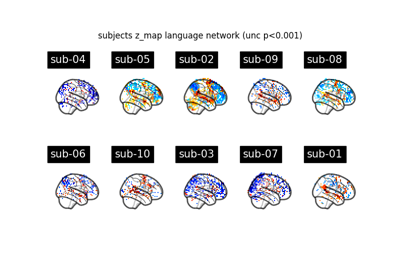 subjects z_map language network (unc p<0.001)
sub-04 sub-05 sub-02 sub-09 sub-08
sub-06 sub-10 sub-03 sub-07 sub-01